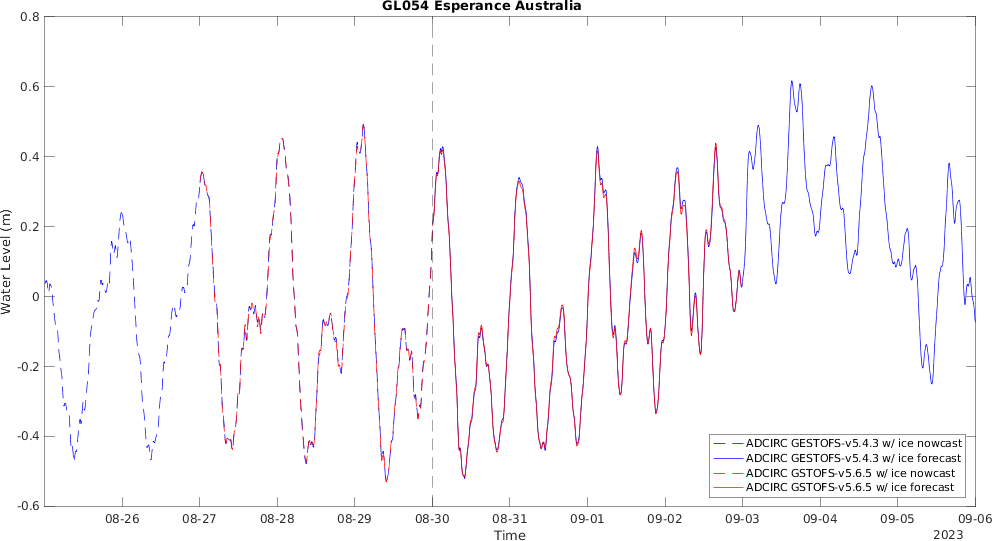 GL054 Esperance Australia
0.8
0.6
0.4
0.2
0
-0.2
-0.4
-0.6
Water Level (m)
ADCIRC GESTOFS-v5.4.3 w/ ice nowcast
ADCIRC GESTOFS-v5.4.3 w/ ice forecast
ADCIRC GSTOFS-v5.6.5 w/ ice nowcast
ADCIRC GSTOFS-v5.6.5 w/ ice forecast
08-26 08-27 08-28 08-29 08-30 08-31 09-01 09-02 09-03 09-04 09-05 09-06
Time
2023